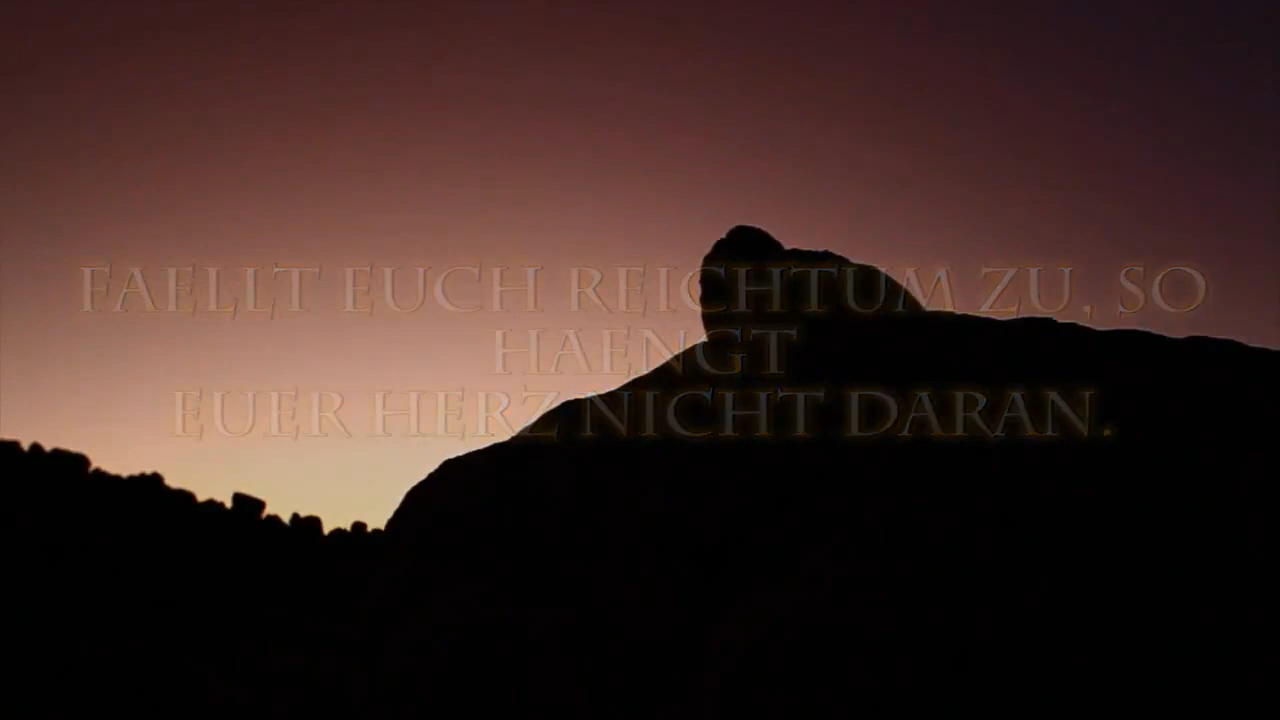 FAELLT EUCH REICHTUM ZU, SO
HAENGT
EUER HERZ NICHT DARAN.